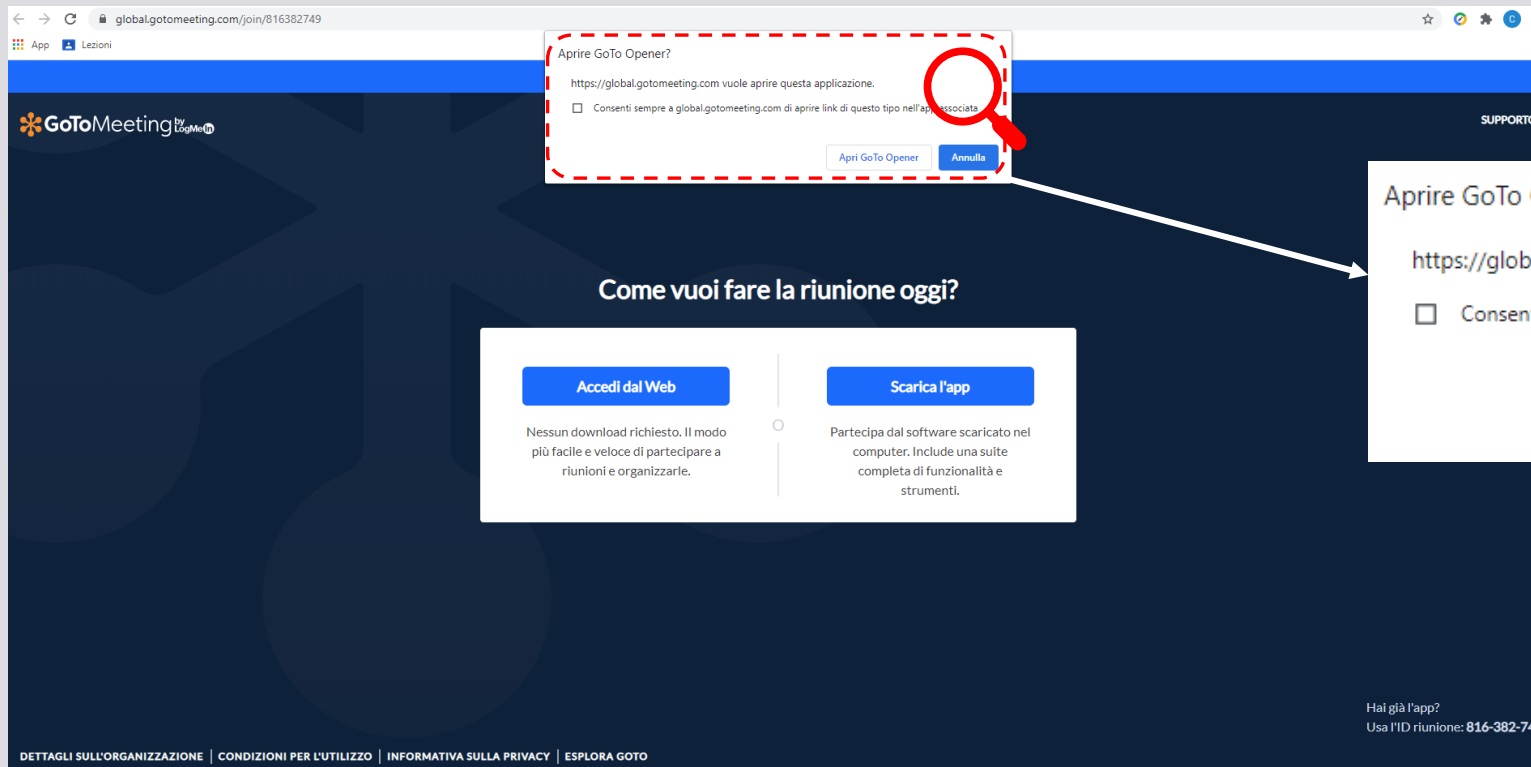 global.gotomeeting.com/join/816382749
App
Lezioni
Aprire GoTo Opener?
https://global.gotomeeting.com vuole aprire questa applicazione.
Consenti sempre a global.gotomeeting.com di aprire link di questo tipo nell'app associata
Apri GoTo Opener
Annulla
GoToMeeting by LogMeIn
SUPPORTO
Aprire GoTo
https://glob
Consen
Come vuoi fare la riunione oggi?
Accedi dal Web
Nessun download richiesto. Il modo
più facile e veloce di partecipare a
riunioni e organizzarle.
O
Scarica l'app
Partecipa dal software scaricato nel
computer. Include una suite
completa di funzionalità e
strumenti.
Hai già l'app?
Usa l'ID riunione: 816-382-74
DETTAGLI SULL'ORGANIZZAZIONE | CONDIZIONI PER L'UTILIZZO | INFORMATIVA SULLA PRIVACY | ESPLORA GOTO